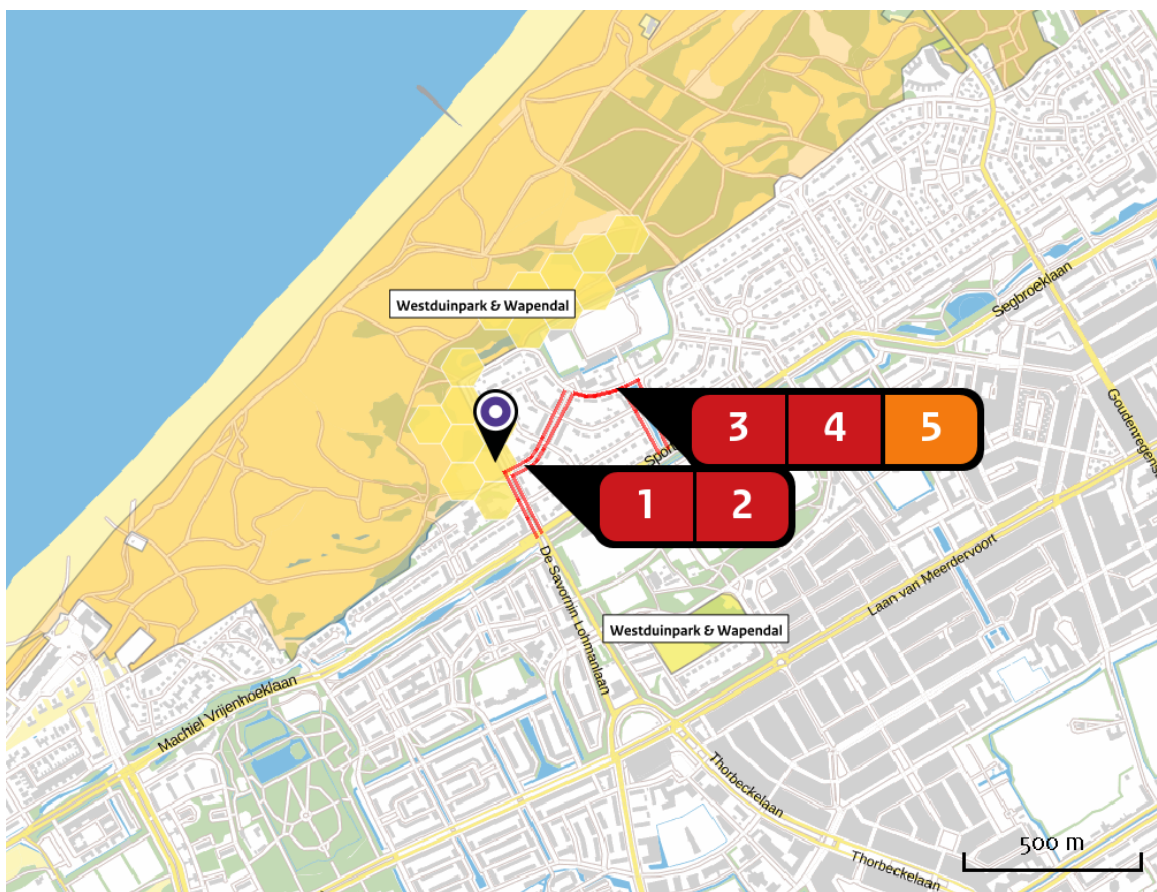 Westduinpark & Wapendal
Segbroeklaan
3 4 5
1 2
De Savornin Lohmanlaan
Laan van Meerdervoort
Westduinpark & Wapendal
Machiel Vrijenhoeklaan
Thorbeckelaan
500 m
Thorbeckelaan